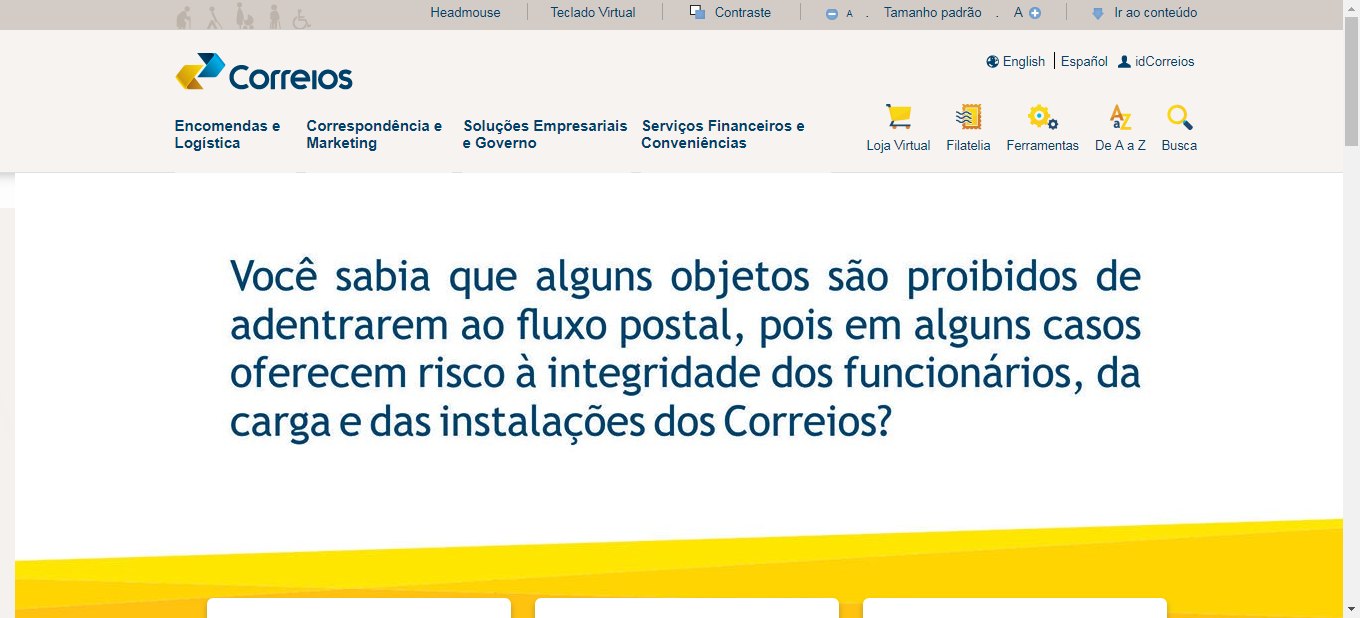 Headmouse
Teclado Virtual
Contraste
A . Tamanho padrão . A
Ir ao conteúdo
Correios
English
Español
idCorreios
Encomendas e
Logística
Correspondência e
Marketing
Soluções Empresariais
e Governo
Serviços Financeiros e
Conveniências
Loja Virtual
Filatelia
Ferramentas
De A a Z
Busca
Você sabia que alguns objetos são proibidos de
adentrarem ao fluxo postal, pois em alguns casos
oferecem risco à integridade dos funcionários, da
carga e das instalações dos Correios?